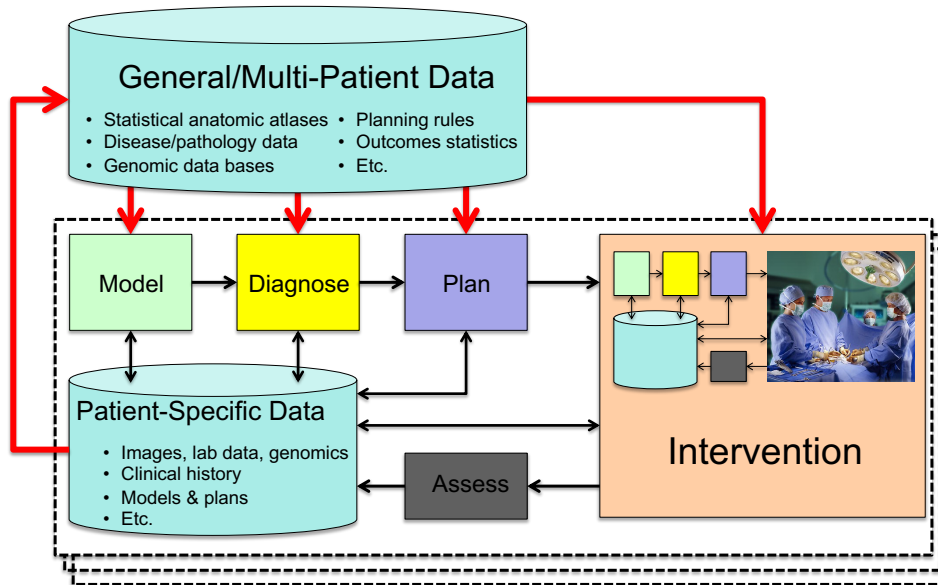 General/Multi-Patient Data
• Statistical anatomic atlases
• Disease/pathology data
• Genomic data bases
• Planning rules
• Outcomes statistics
• Etc.
Model
Diagnose
Plan
Patient-Specific Data
• Images, lab data, genomics
• Clinical history
• Models & plans
• Etc.
Assess
Intervention